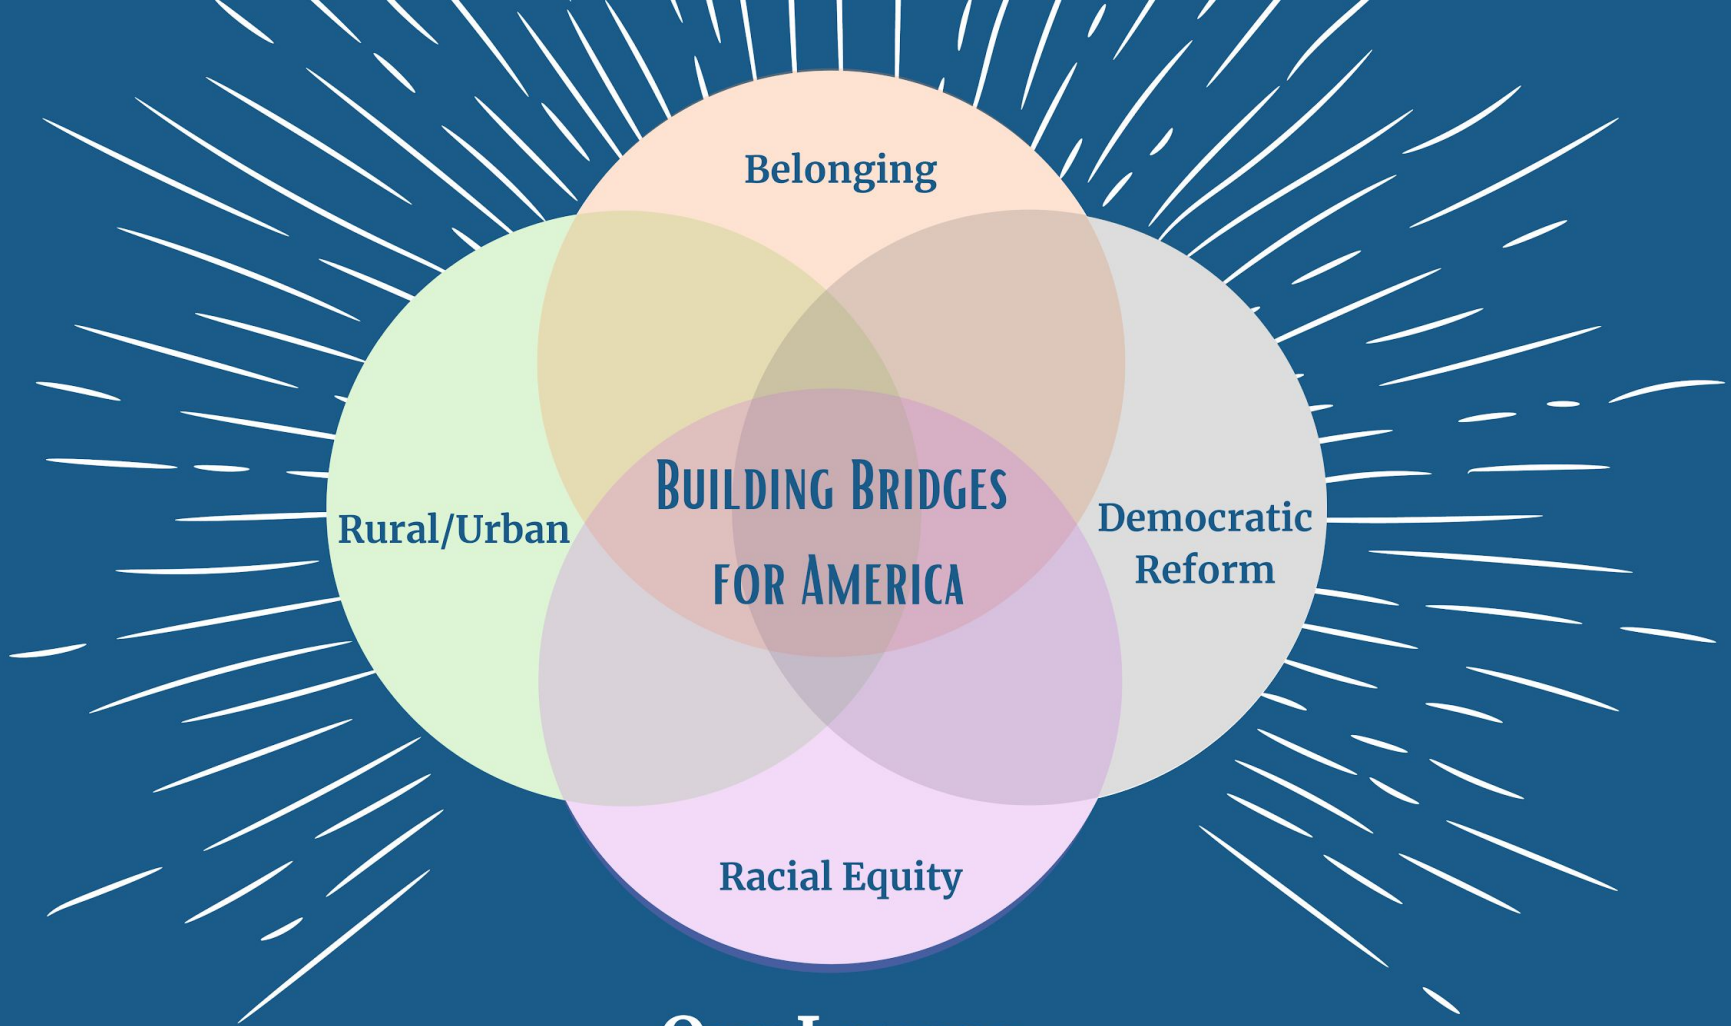 Belonging
Building Bridges
for America
Rural/Urban
Democratic
Reform
Racial Equity